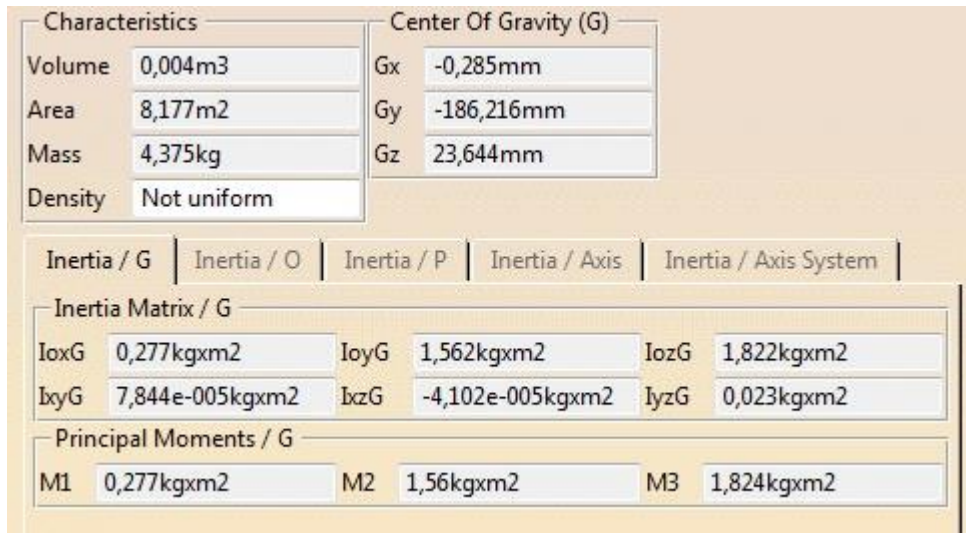 Characteristics
Center Of Gravity (G)
Volume 0,004m3
Gx -0,285mm
Area 8,177m2
Gy -186,216mm
Mass 4,375kg
Gz 23,644mm
Density Not uniform
Inertia / G Inertia / O Inertia / P Inertia / Axis Inertia / Axis System
Inertia Matrix / G
IoxG 0,277kgxm2 IoyG 1,562kgxm2 IozG 1,822kgxm2
IxyG 7,844e-005kgxm2 IxzG -4,102e-005kgxm2 IyzG 0,023kgxm2
Principal Moments / G
M1 0,277kgxm2 M2 1,56kgxm2 M3 1,824kgxm2